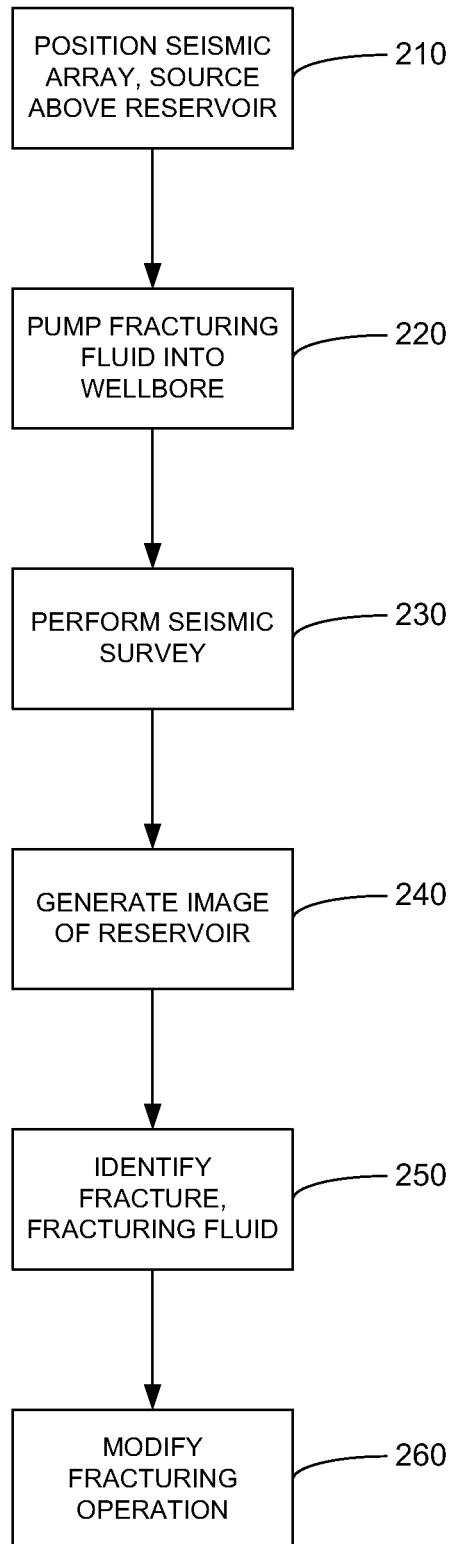 POSITION SEISMIC
ARRAY, SOURCE
ABOVE RESERVOIR
210
PUMP FRACTURING
FLUID INTO
WELLBORE
220
PERFORM SEISMIC
SURVEY
230
GENERATE IMAGE
OF RESERVOIR
240
IDENTIFY
FRACTURE,
FRACTURING FLUID
250
MODIFY
FRACTURING
OPERATION
260